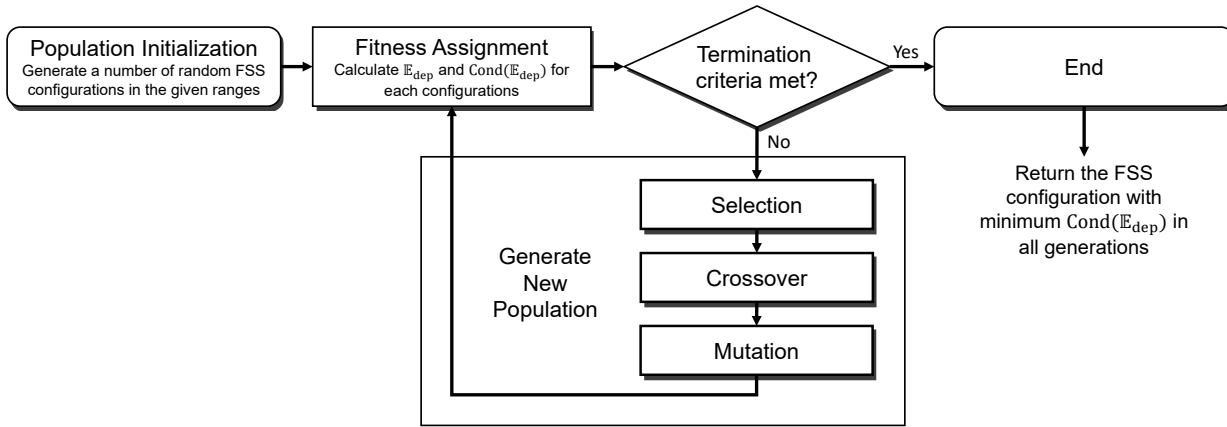 Population Initialization
Generate a number of random FSS
configurations in the given ranges
Fitness Assignment
Calculate 𝔼dep and Cond(𝔼dep) for
each configurations
Termination
criteria met?
Yes
End
No
Return the FSS
configuration with
minimum Cond(𝔼dep) in
all generations
Generate
New
Population
Selection
Crossover
Mutation